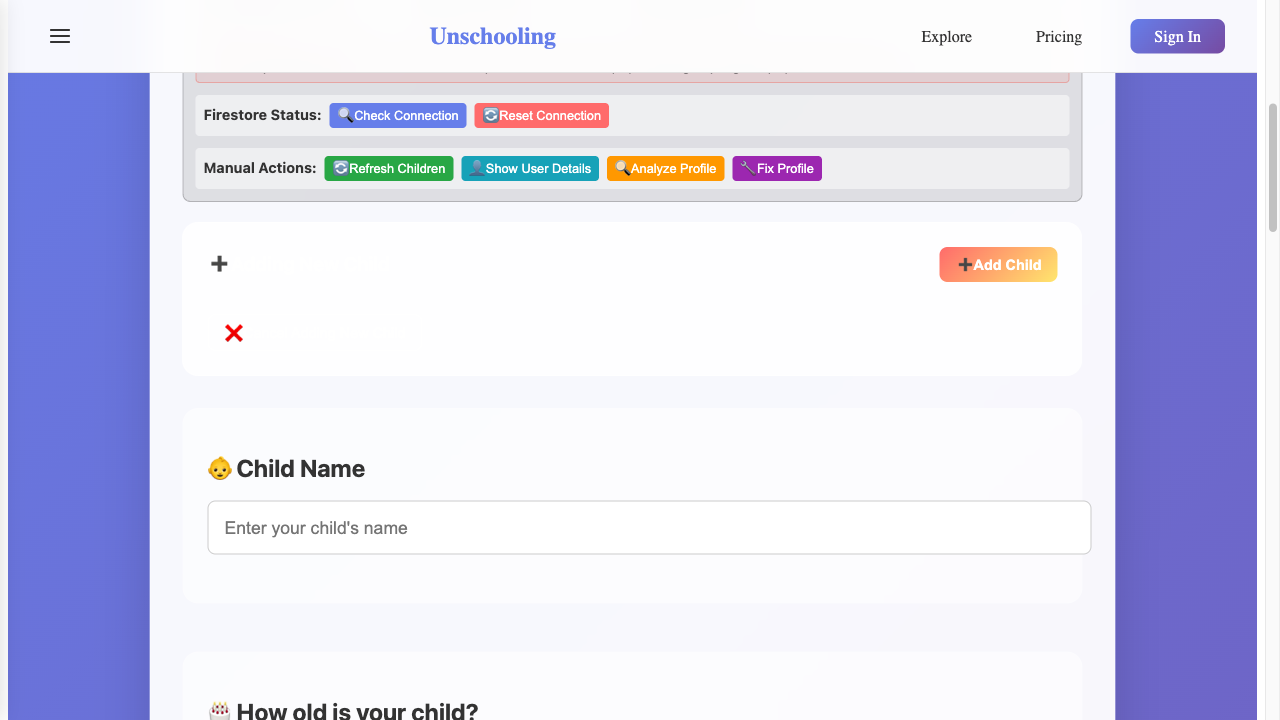 Unschooling
Explore
Pricing
Sign In
Firestore Status: 🔍Check Connection 🔄Reset Connection
Manual Actions: 🔄Refresh Children 👤Show User Details 🔍Analyze Profile 🔧Fix Profile
➕
➕Add Child
❌
👶Child Name
Enter your child's name
🎂How old is your child?